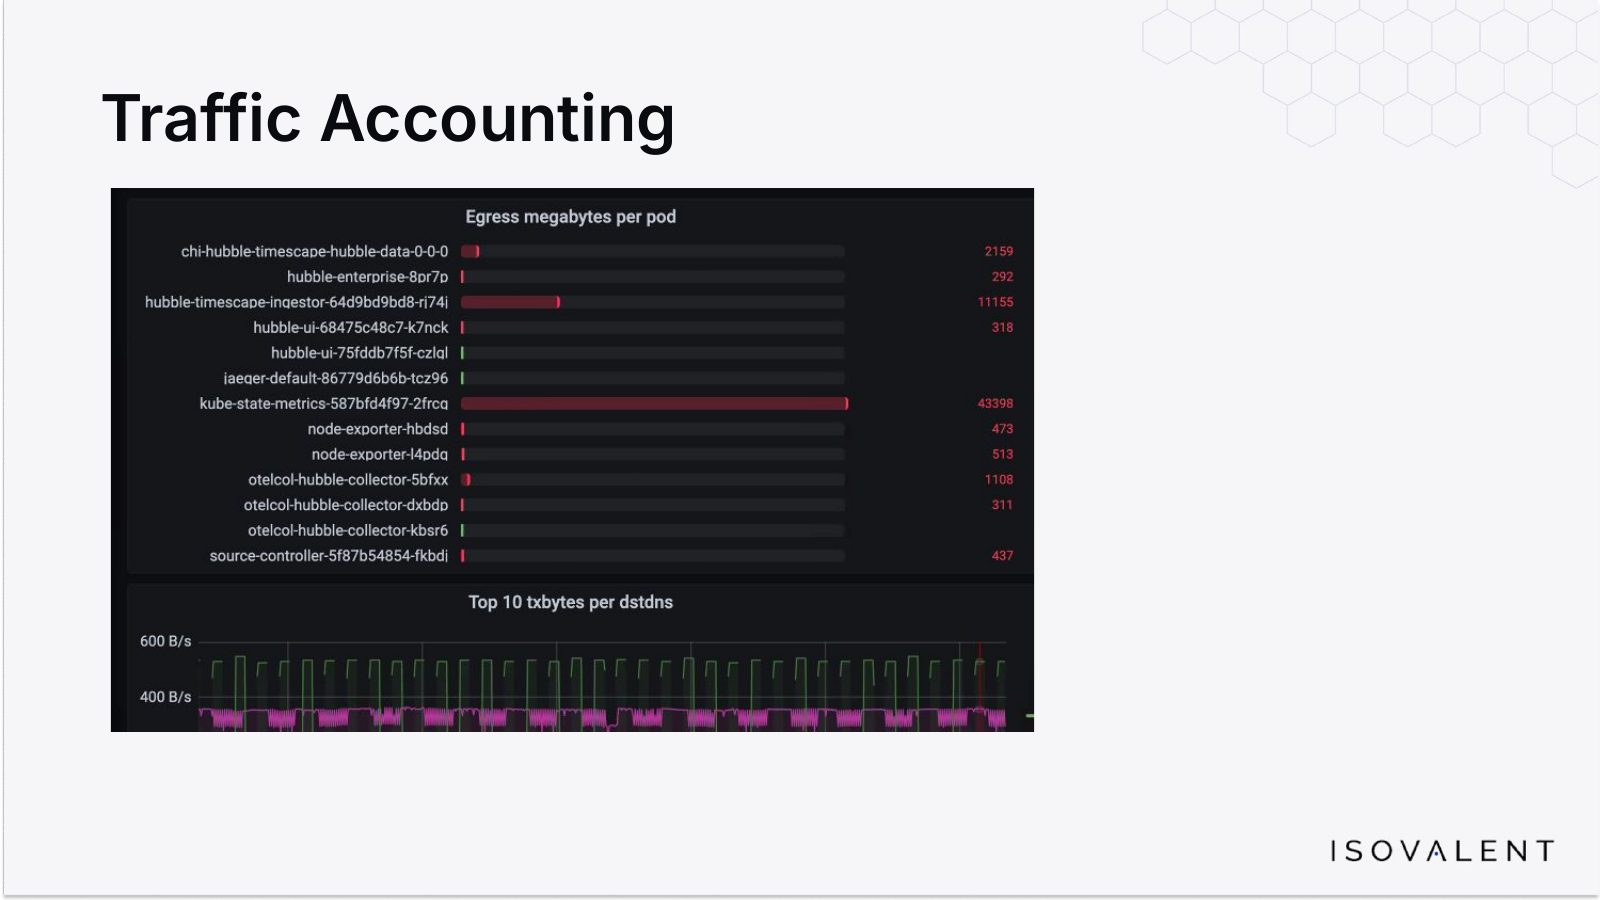 Traffic Accounting
Egress megabytes per pod
chi-hubble-timescape-hubble-data-0-0-0 2159
hubble-enterprise-8pr7p 292
hubble-timescape-ingestor-64d9bd9bd8-rj74j 11155
hubble-ui-68475c48c7-k7nck 318
hubble-ui-75fddb7f5f-czlql
jaeger-default-86779d6b6b-tcz96
kube-state-metrics-587bfd4f97-2frcq 43398
node-exporter-hbdsd 473
node-exporter-l4pdq 513
otelcol-hubble-collector-5bfxx 1108
otelcol-hubble-collector-dxbdp 311
otelcol-hubble-collector-kbsr6
source-controller-5f87b54854-fkbdj 437
Top 10 txbytes per dstdns
600 B/s
400 B/s
ISOVALENT